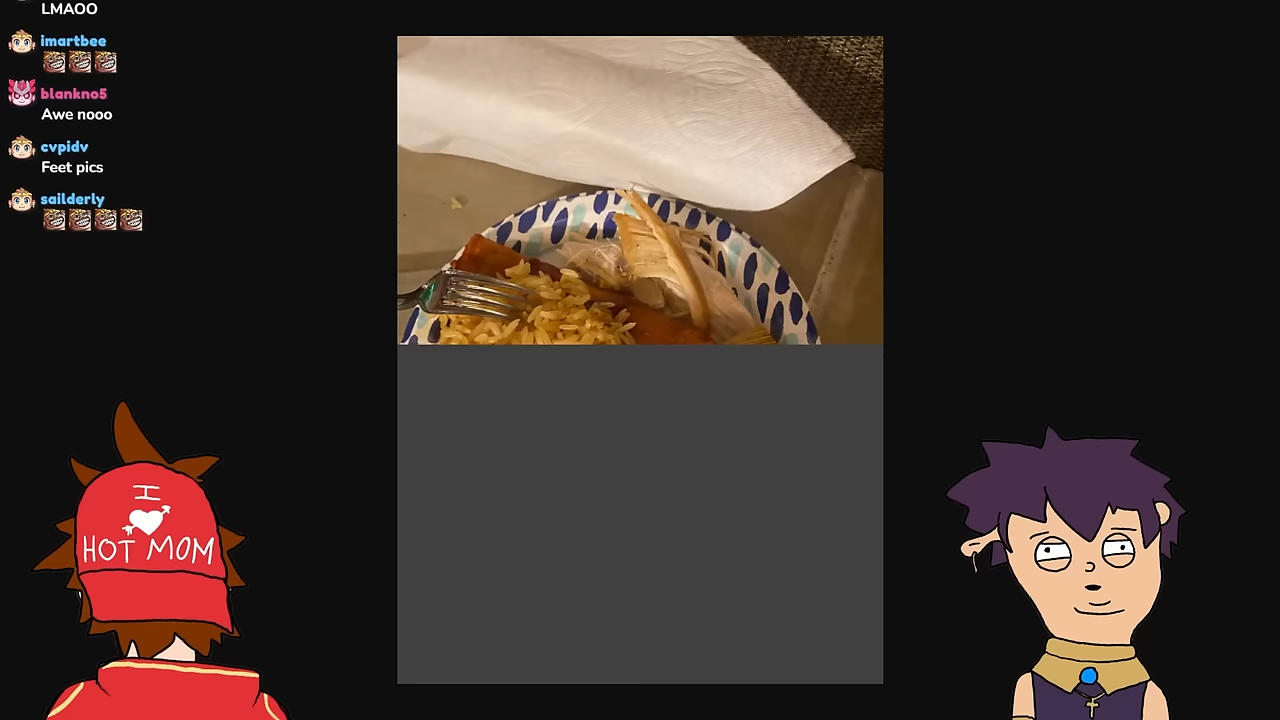 LMAOO
imartbee
blankno5
Awe nooo
cvpidv
Feet pics
sailderly
I
HOT MOM